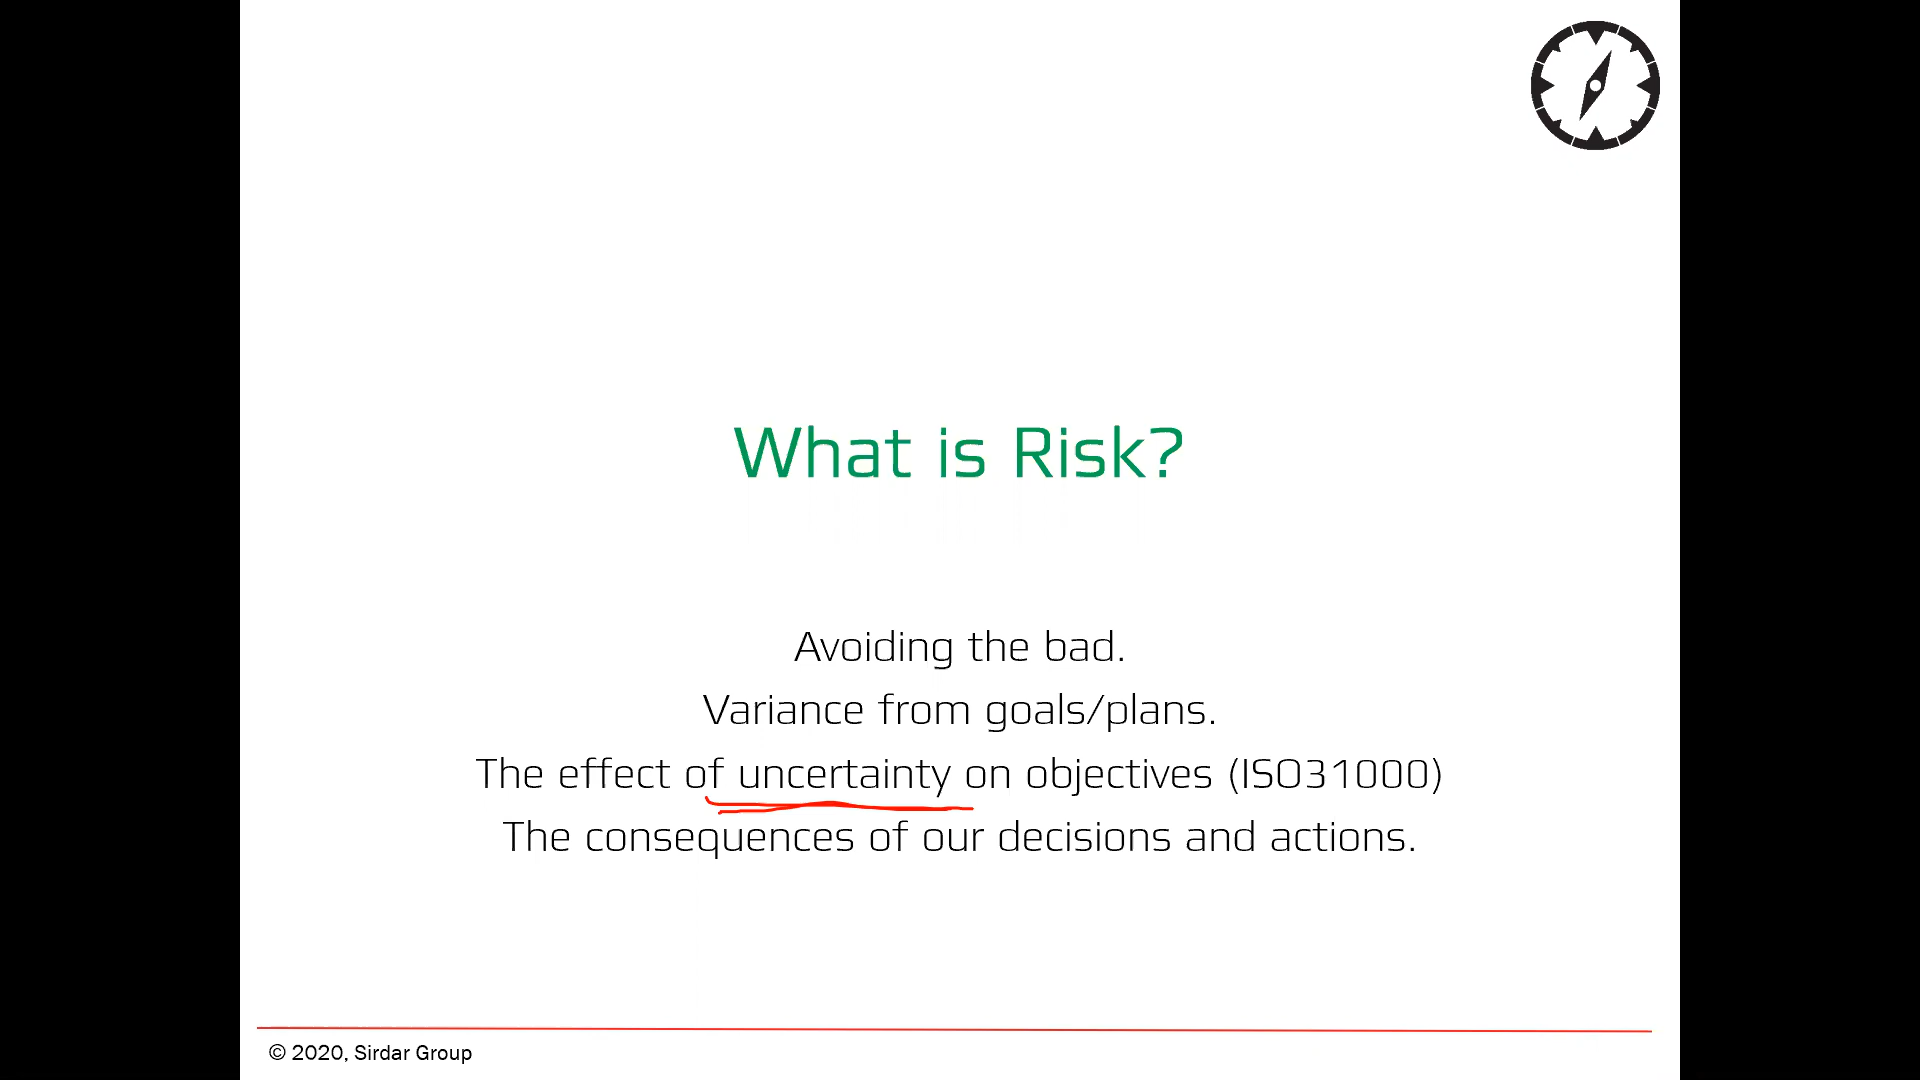 What is Risk?
Avoiding the bad.
Variance from goals/plans.
The effect of uncertainty on objectives (ISO31000)
The consequences of our decisions and actions.
© 2020, Sirdar Group